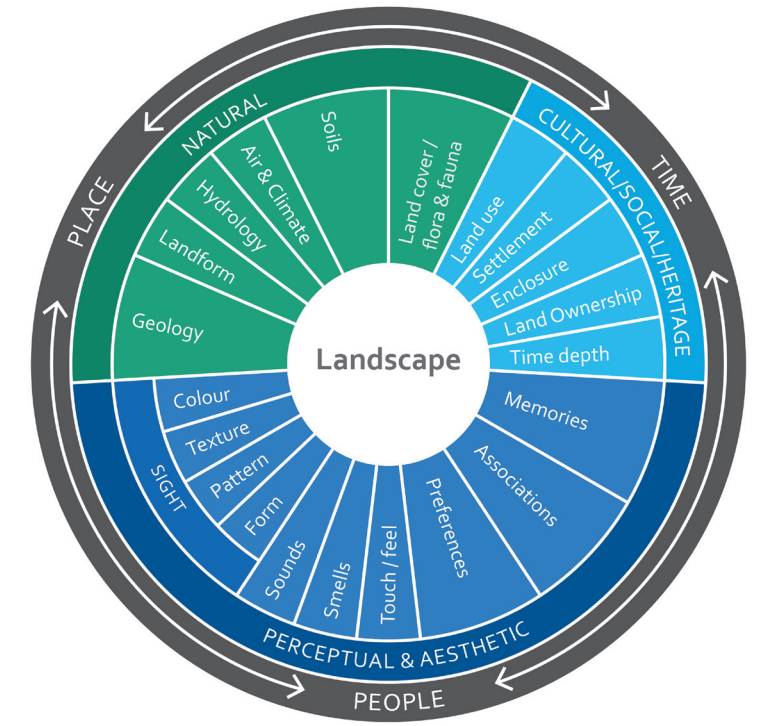 PLACE
TIME
PEOPLE
NATURAL
CULTURAL/SOCIAL/HERITAGE
PERCEPTUAL & AESTHETIC
Geology
Landform
Hydrology
Air & Climate
Soils
Land cover /
flora & fauna
Land use
Settlement
Enclosure
Land Ownership
Time depth
Memories
Associations
Preferences
Touch / feel
Smells
Sounds
SIGHT
Form
Pattern
Texture
Colour
Landscape